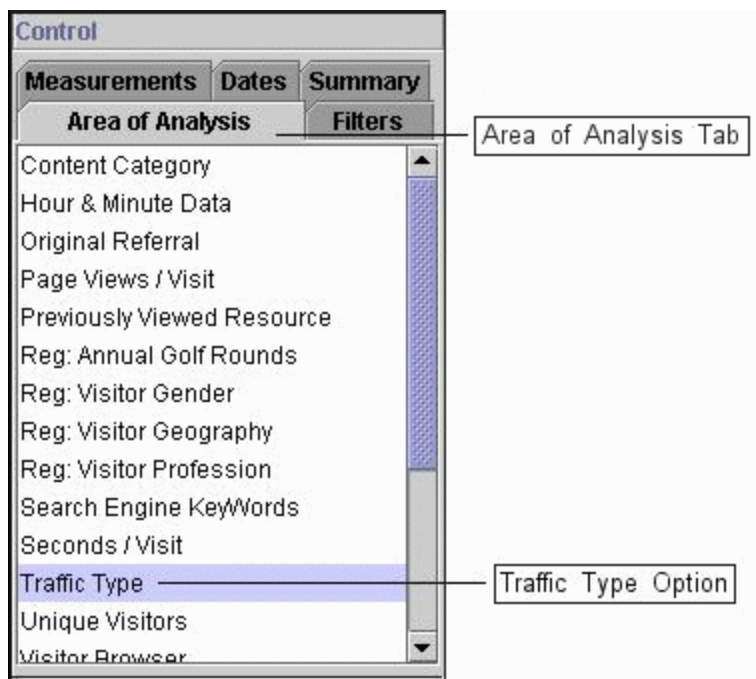 Control
Measurements Dates Summary
Area of Analysis Filters
Area of Analysis Tab
Content Category
Hour & Minute Data
Original Referral
Page Views / Visit
Previously Viewed Resource
Reg: Annual Golf Rounds
Reg: Visitor Gender
Reg: Visitor Geography
Reg: Visitor Profession
Search Engine KeyWords
Seconds / Visit
Traffic Type
Traffic Type Option
Unique Visitors
Visitor Browser